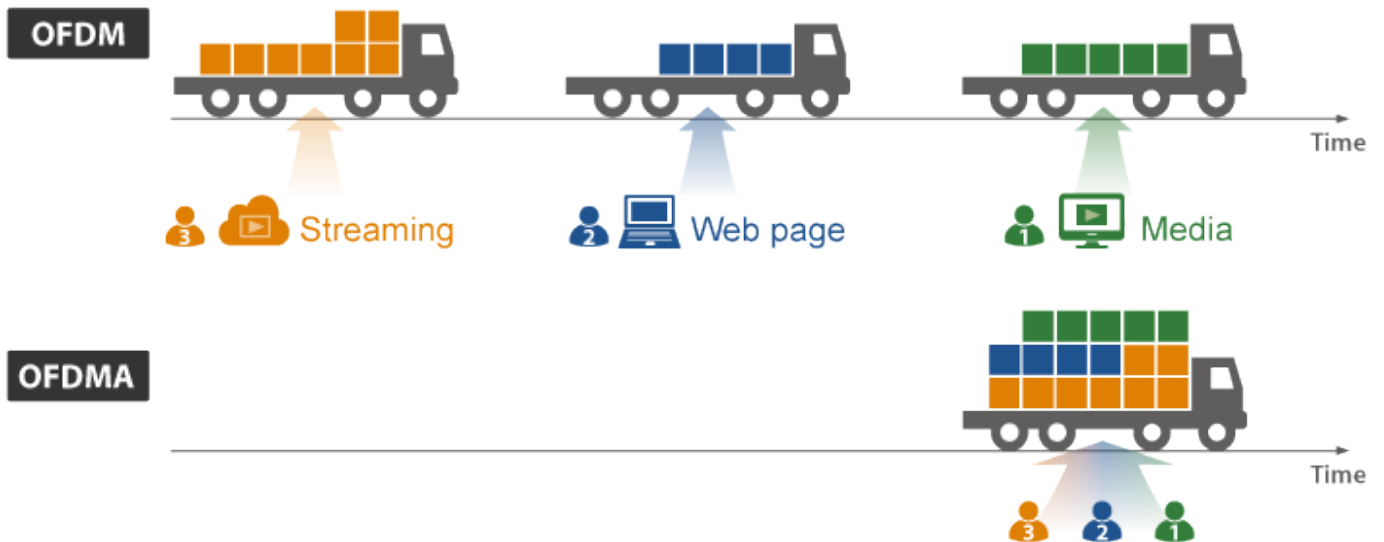 OFDM
Time
3 Streaming
2 Web page
1 Media
OFDMA
Time
3 2 1